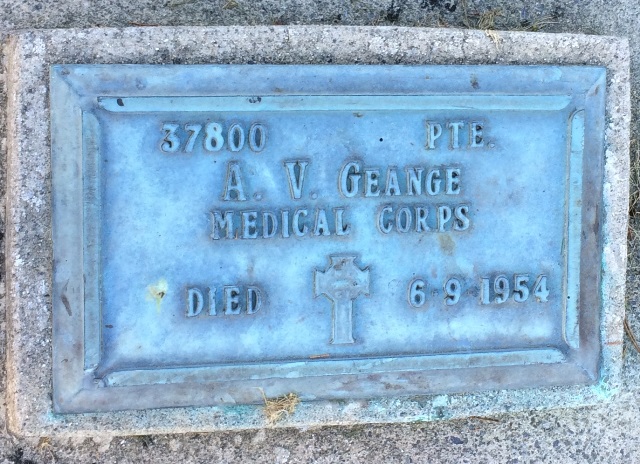 37800 PTE.
A. V. GEANGE
MEDICAL CORPS
DIED 6·9·1954